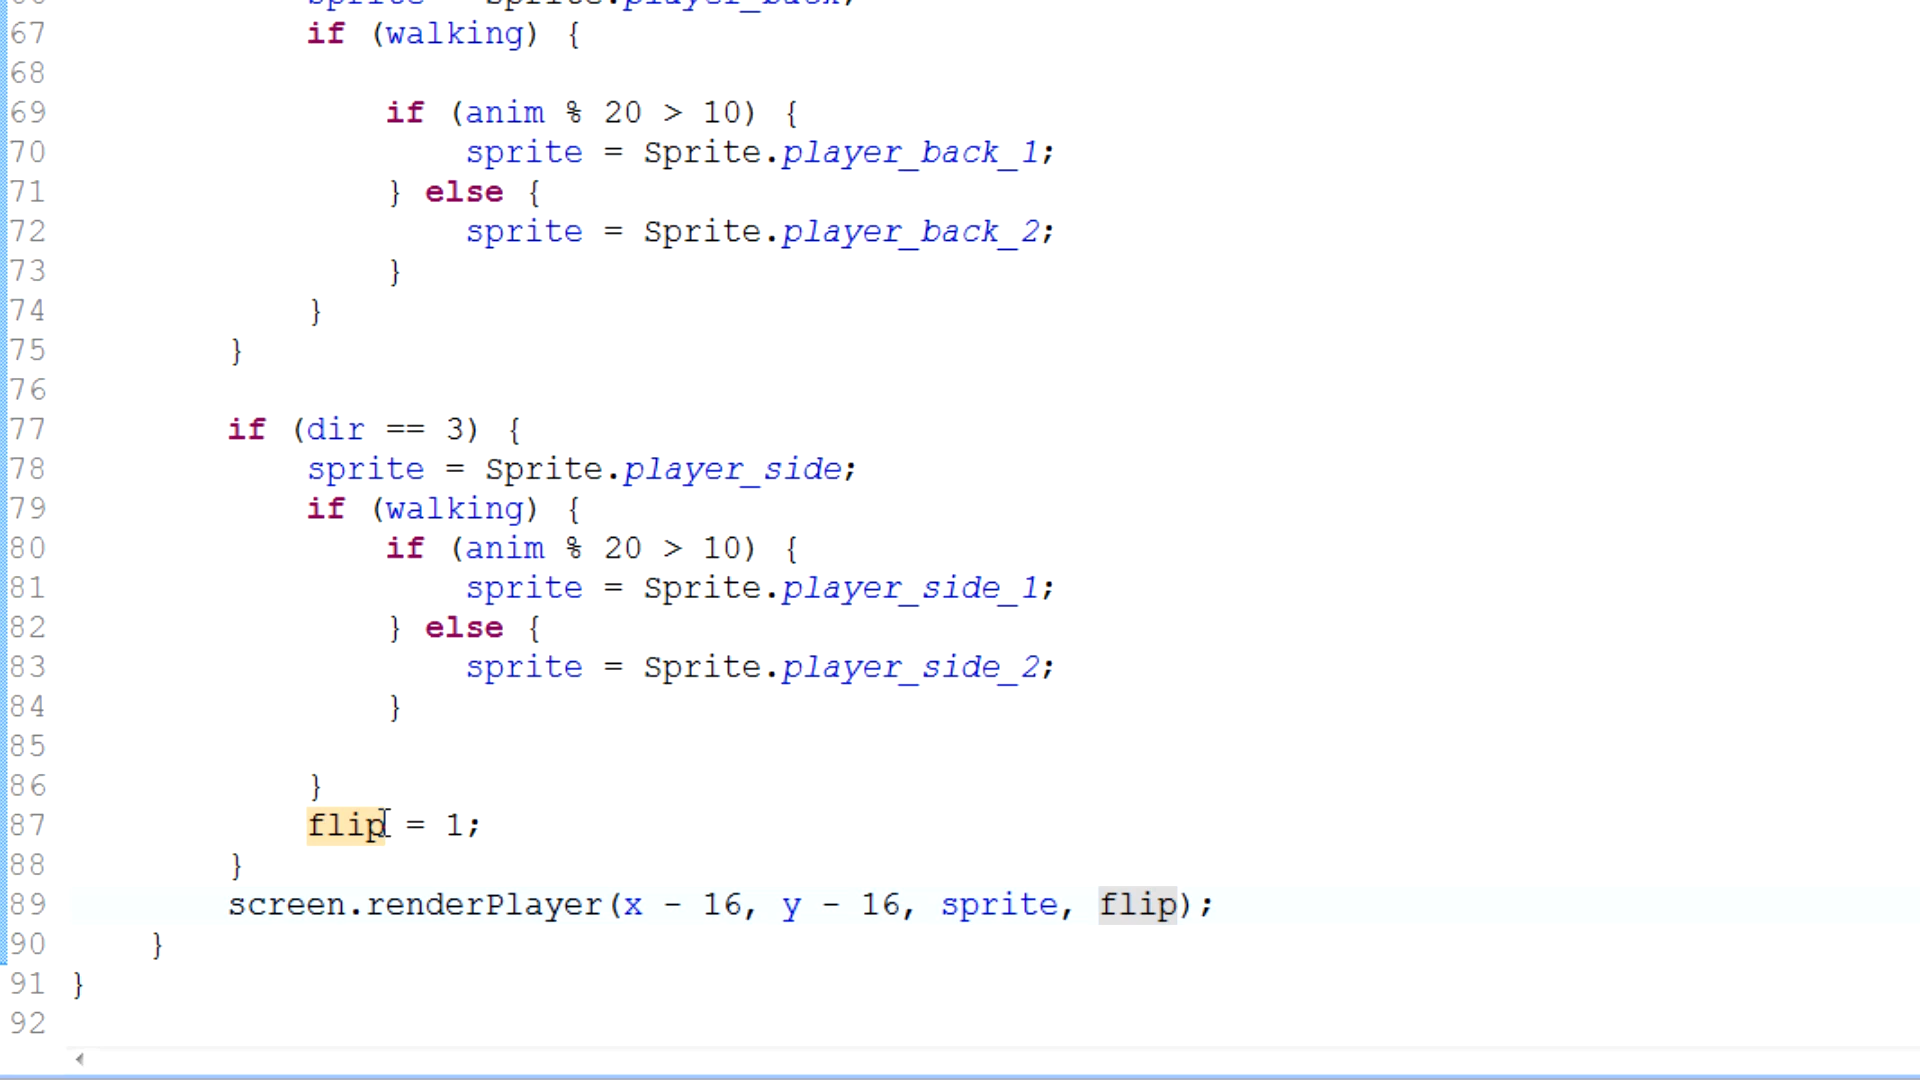 sprite = Sprite.player_back;
67 if (walking) {
68
69 if (anim % 20 > 10) {
70 sprite = Sprite.player_back_1;
71 } else {
72 sprite = Sprite.player_back_2;
73 }
74 }
75 }
76
77 if (dir == 3) {
78 sprite = Sprite.player_side;
79 if (walking) {
80 if (anim % 20 > 10) {
81 sprite = Sprite.player_side_1;
82 } else {
83 sprite = Sprite.player_side_2;
84 }
85
86 }
87 flip = 1;
88 }
89 screen.renderPlayer(x - 16, y - 16, sprite, flip);
90 }
91 }
92